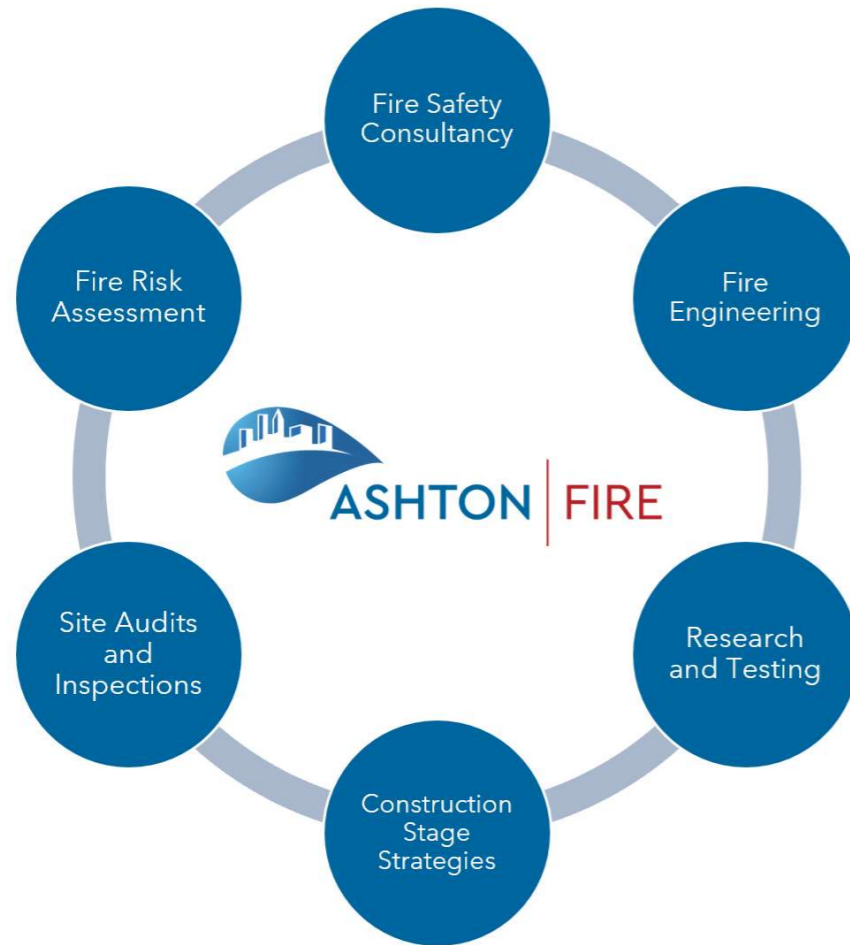 Fire Safety
Consultancy
Fire
Engineering
Research
and Testing
Construction
Stage
Strategies
Site Audits
and
Inspections
Fire Risk
Assessment
ASHTON FIRE